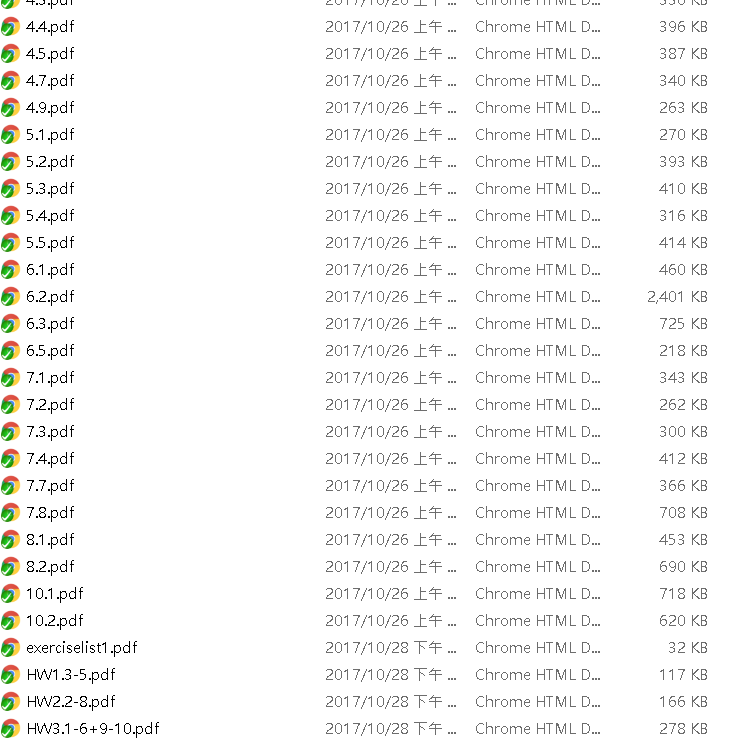 4.3.pdf 2017/10/26 上午 ... Chrome HTML D... 330 KB
4.4.pdf 2017/10/26 上午 ... Chrome HTML D... 396 KB
4.5.pdf 2017/10/26 上午 ... Chrome HTML D... 387 KB
4.7.pdf 2017/10/26 上午 ... Chrome HTML D... 340 KB
4.9.pdf 2017/10/26 上午 ... Chrome HTML D... 263 KB
5.1.pdf 2017/10/26 上午 ... Chrome HTML D... 270 KB
5.2.pdf 2017/10/26 上午 ... Chrome HTML D... 393 KB
5.3.pdf 2017/10/26 上午 ... Chrome HTML D... 410 KB
5.4.pdf 2017/10/26 上午 ... Chrome HTML D... 316 KB
5.5.pdf 2017/10/26 上午 ... Chrome HTML D... 414 KB
6.1.pdf 2017/10/26 上午 ... Chrome HTML D... 460 KB
6.2.pdf 2017/10/26 上午 ... Chrome HTML D... 2,401 KB
6.3.pdf 2017/10/26 上午 ... Chrome HTML D... 725 KB
6.5.pdf 2017/10/26 上午 ... Chrome HTML D... 218 KB
7.1.pdf 2017/10/26 上午 ... Chrome HTML D... 343 KB
7.2.pdf 2017/10/26 上午 ... Chrome HTML D... 262 KB
7.3.pdf 2017/10/26 上午 ... Chrome HTML D... 300 KB
7.4.pdf 2017/10/26 上午 ... Chrome HTML D... 412 KB
7.7.pdf 2017/10/26 上午 ... Chrome HTML D... 366 KB
7.8.pdf 2017/10/26 上午 ... Chrome HTML D... 708 KB
8.1.pdf 2017/10/26 上午 ... Chrome HTML D... 453 KB
8.2.pdf 2017/10/26 上午 ... Chrome HTML D... 690 KB
10.1.pdf 2017/10/26 上午 ... Chrome HTML D... 718 KB
10.2.pdf 2017/10/26 上午 ... Chrome HTML D... 620 KB
exerciselist1.pdf 2017/10/28 下午 ... Chrome HTML D... 32 KB
HW1.3-5.pdf 2017/10/28 下午 ... Chrome HTML D... 117 KB
HW2.2-8.pdf 2017/10/28 下午 ... Chrome HTML D... 166 KB
HW3.1-6+9-10.pdf 2017/10/28 下午 ... Chrome HTML D... 278 KB